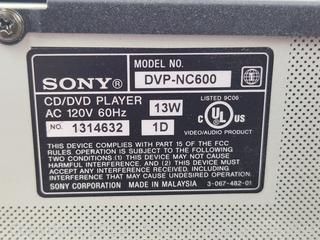 MODEL NO.
SONY® DVP-NC600
CD/DVD PLAYER
AC 120V 60Hz 13W
NO. 1314632 1D
LISTED 9C06
C UL US
VIDEO/AUDIO PRODUCT
THIS DEVICE COMPLIES WITH PART 15 OF THE FCC
RULES. OPERATION IS SUBJECT TO THE FOLLOWING TWO
CONDITIONS: (1) THIS DEVICE MAY NOT CAUSE
HARMFUL INTERFERENCE, AND (2) THIS DEVICE MUST
ACCEPT ANY INTERFERENCE RECEIVED, INCLUDING
INTERFERENCE THAT MAY CAUSE UNDESIRED OPERATION.
SONY CORPORATION MADE IN MALAYSIA 3-067-482-01